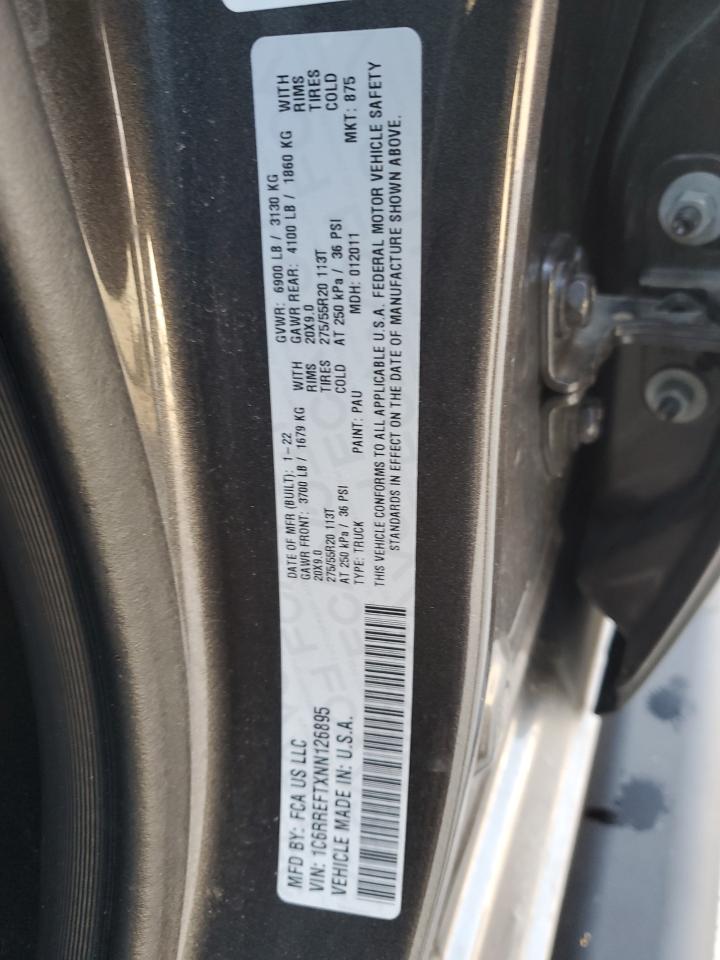 MFD BY: FCA US LLC
VIN: 1C6RREFTXNN126895
VEHICLE MADE IN: U.S.A.
DATE OF MFR (BUILT): 1-22 GVWR: 6900 LB / 3130 KG
GAWR FRONT: 3700 LB / 1679 KG WITH GAWR REAR: 4100 LB / 1860 KG WITH
20X9.0 RIMS 20X9.0 RIMS
275/55R20 113T TIRES 275/55R20 113T TIRES
AT 250 kPa / 36 PSI COLD AT 250 kPa / 36 PSI COLD
TYPE: TRUCK PAINT: PAU MDH: 012011 MKT: 875
THIS VEHICLE CONFORMS TO ALL APPLICABLE U.S.A. FEDERAL MOTOR VEHICLE SAFETY
STANDARDS IN EFFECT ON THE DATE OF MANUFACTURE SHOWN ABOVE.